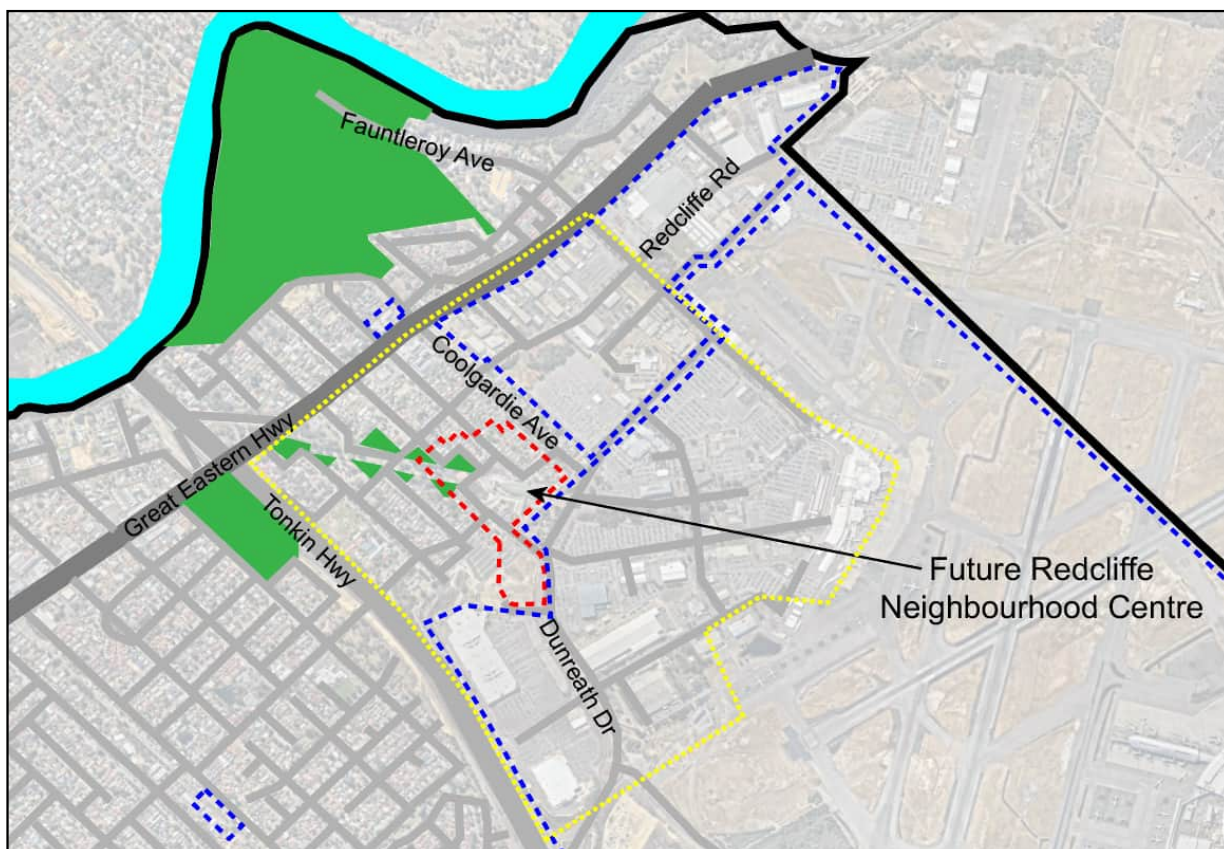 Fauntleroy Ave
Redcliffe Rd
Coolgardie Ave
Great Eastern Hwy
Tonkin Hwy
Future Redcliffe
Neighbourhood Centre
Dunreath Dr